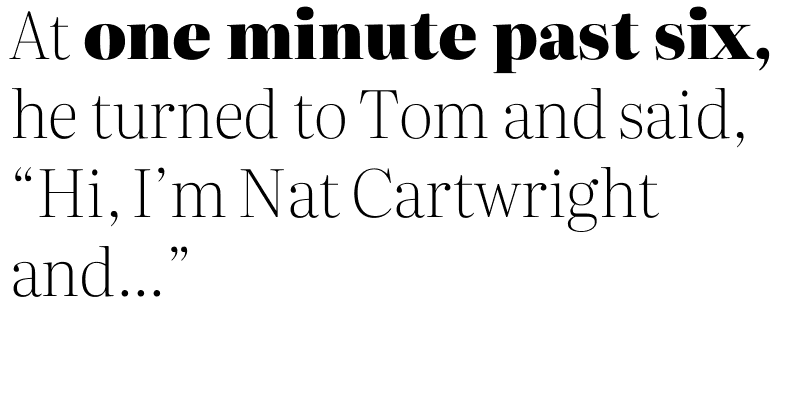 At one minute past six,
he turned to Tom and said,
“Hi, I’m Nat Cartwright
and...”